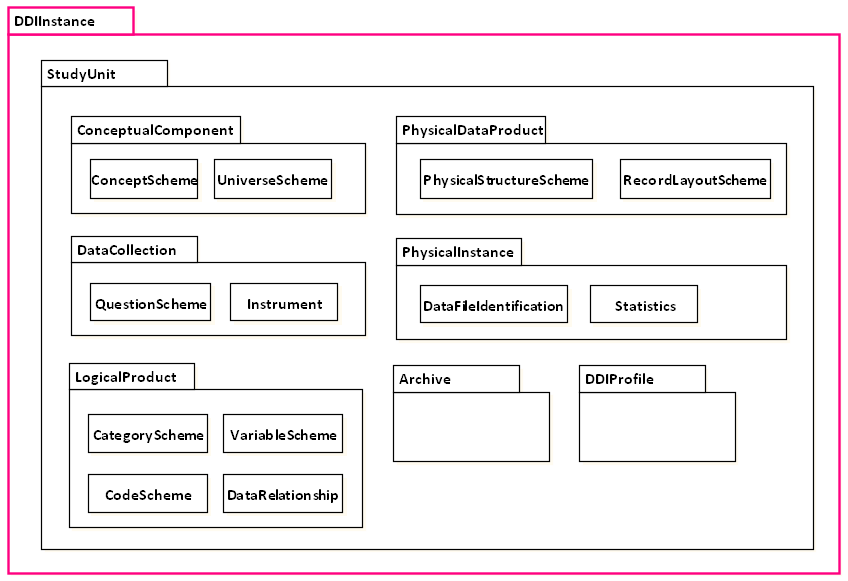 DDIInstance
StudyUnit
ConceptualComponent
ConceptScheme
UniverseScheme
PhysicalDataProduct
PhysicalStructureScheme
RecordLayoutScheme
DataCollection
QuestionScheme
Instrument
PhysicalInstance
DataFileIdentification
Statistics
LogicalProduct
CategoryScheme
VariableScheme
CodeScheme
DataRelationship
Archive
DDIProfile